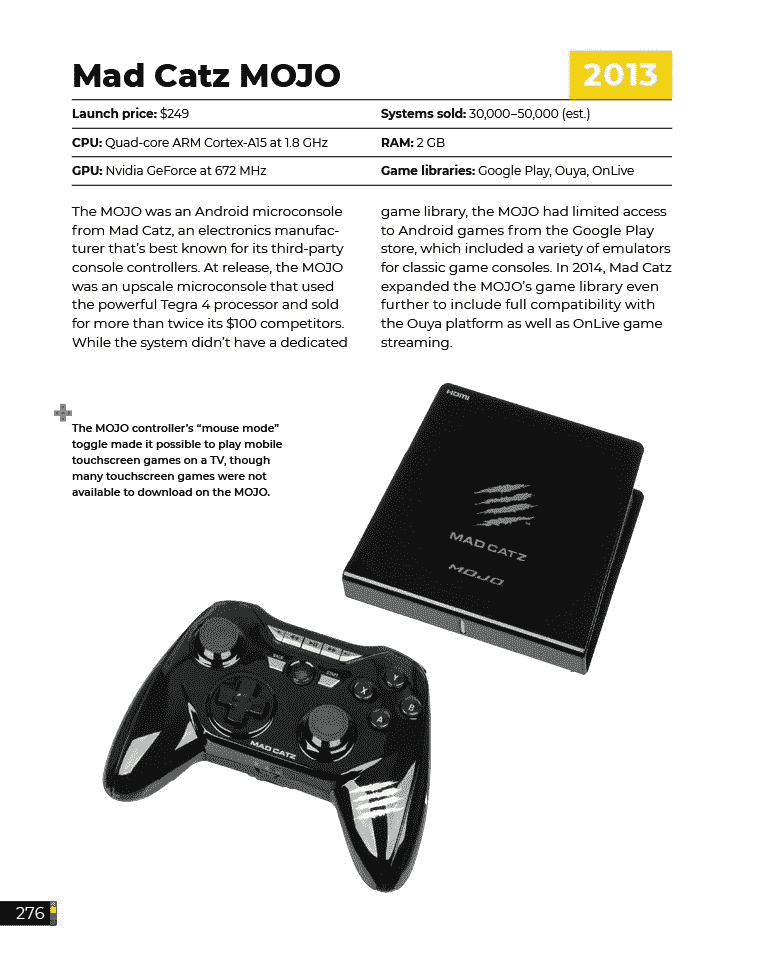 Mad Catz MOJO
2013
Launch price: $249
Systems sold: 30,000–50,000 (est.)
CPU: Quad-core ARM Cortex-A15 at 1.8 GHz
RAM: 2 GB
GPU: Nvidia GeForce at 672 MHz
Game libraries: Google Play, Ouya, OnLive
The MOJO was an Android microconsole
from Mad Catz, an electronics manufac-
turer that’s best known for its third-party
console controllers. At release, the MOJO
was an upscale microconsole that used
the powerful Tegra 4 processor and sold
for more than twice its $100 competitors.
While the system didn’t have a dedicated
game library, the MOJO had limited access
to Android games from the Google Play
store, which included a variety of emulators
for classic game consoles. In 2014, Mad Catz
expanded the MOJO’s game library even
further to include full compatibility with
the Ouya platform as well as OnLive game
streaming.
The MOJO controller’s “mouse mode”
toggle made it possible to play mobile
touchscreen games on a TV, though
many touchscreen games were not
available to download on the MOJO.
HDMI
MAD CATZ
MOJO
BACK
START
Y
X
B
A
MAD CATZ
276